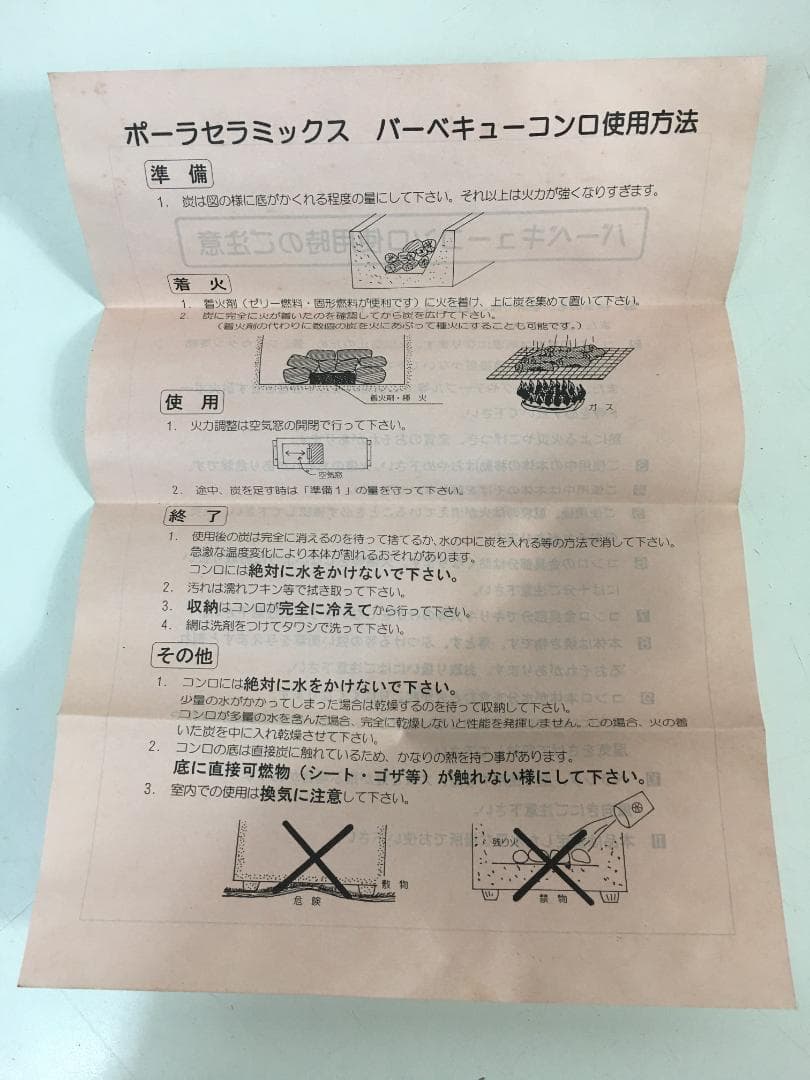 ポーラセラミックス バーベキューコンロ使用方法
準備
1. 炭は図の様に底がかくれる程度の量にして下さい。それ以上は火力が強くなりすぎます。
着火
1. 着火剤（ゼリー燃料・固形燃料が便利です）に火を着け、上に炭を集めて置いて下さい。
2. 炭に完全に火が着いたのを確認してから炭を広げて下さい。
（着火剤の代わりに数個の炭を火にあぶって種火にすることも可能です。）
着火剤・種火
ガス
使用
1. 火力調整は空気窓の開閉で行って下さい。
空気窓
2. 途中、炭を足す時は「準備1」の量を守って下さい。
終了
1. 使用後の炭は完全に消えるのを待って捨てるか、水の中に炭を入れる等の方法で消して下さい。
急激な温度変化により本体が割れるおそれがあります。
コンロには絶対に水をかけないで下さい。
2. 汚れは濡れフキン等で拭き取って下さい。
3. 収納はコンロが完全に冷えてから行って下さい。
4. 網は洗剤をつけてタワシで洗って下さい。
その他
1. コンロには絶対に水をかけないで下さい。
少量の水がかかってしまった場合は乾燥するのを待って収納して下さい。
コンロが多量の水を含んだ場合、完全に乾燥しないと性能を発揮しません。この場合、火の着
いた炭を中に入れ乾燥させて下さい。
2. コンロの底は直接炭に触れているため、かなりの熱を持つ事があります。
底に直接可燃物（シート・ゴザ等）が触れない様にして下さい。
3. 室内での使用は換気に注意して下さい。
敷物
危険
残り火
禁物